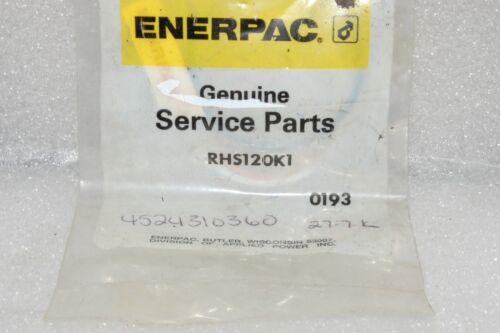 ENERPAC.
Genuine
Service Parts
RHS120K1
0193
4524310360 27-7-K
ENERPAC, BUTLER, WISCONSIN 53007,
DIVISION OF APPLIED POWER INC.